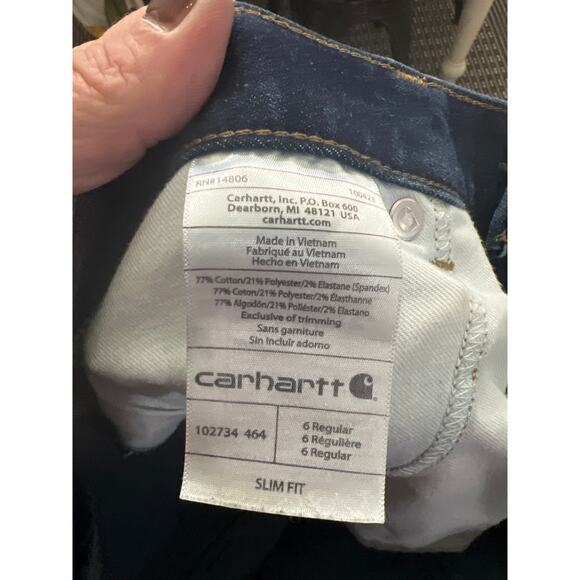 RN#14806 100423
Carhartt, Inc. P.O. Box 600
Dearborn, MI 48121 USA
carhartt.com
Made in Vietnam
Fabriqué au Vietnam
Hecho en Vietnam
77% Cotton/21% Polyester/2% Elastane (Spandex)
77% Coton/21% Polyester/2% Élasthanne
77% Algodón/21% Poliéster/2% Elastano
Exclusive of trimming
Sans garniture
Sin incluir adorno
carhartt
102734 464
6 Regular
6 Régulière
6 Regular
SLIM FIT